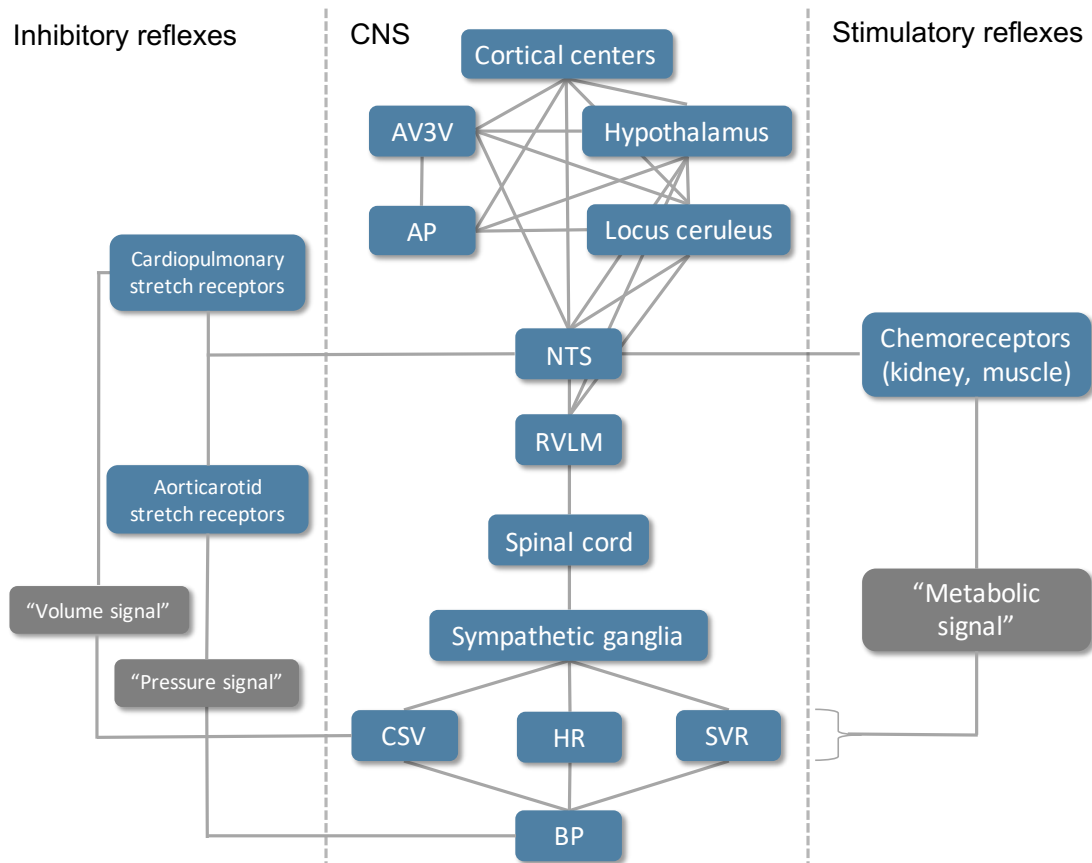 Inhibitory reflexes
CNS
Stimulatory reflexes
Cortical centers
AV3V
Hypothalamus
AP
Locus ceruleus
Cardiopulmonary
stretch receptors
NTS
Chemoreceptors
(kidney, muscle)
RVLM
Aorticarotid
stretch receptors
Spinal cord
“Volume signal”
“Metabolic
signal”
Sympathetic ganglia
“Pressure signal”
CSV
HR
SVR
BP